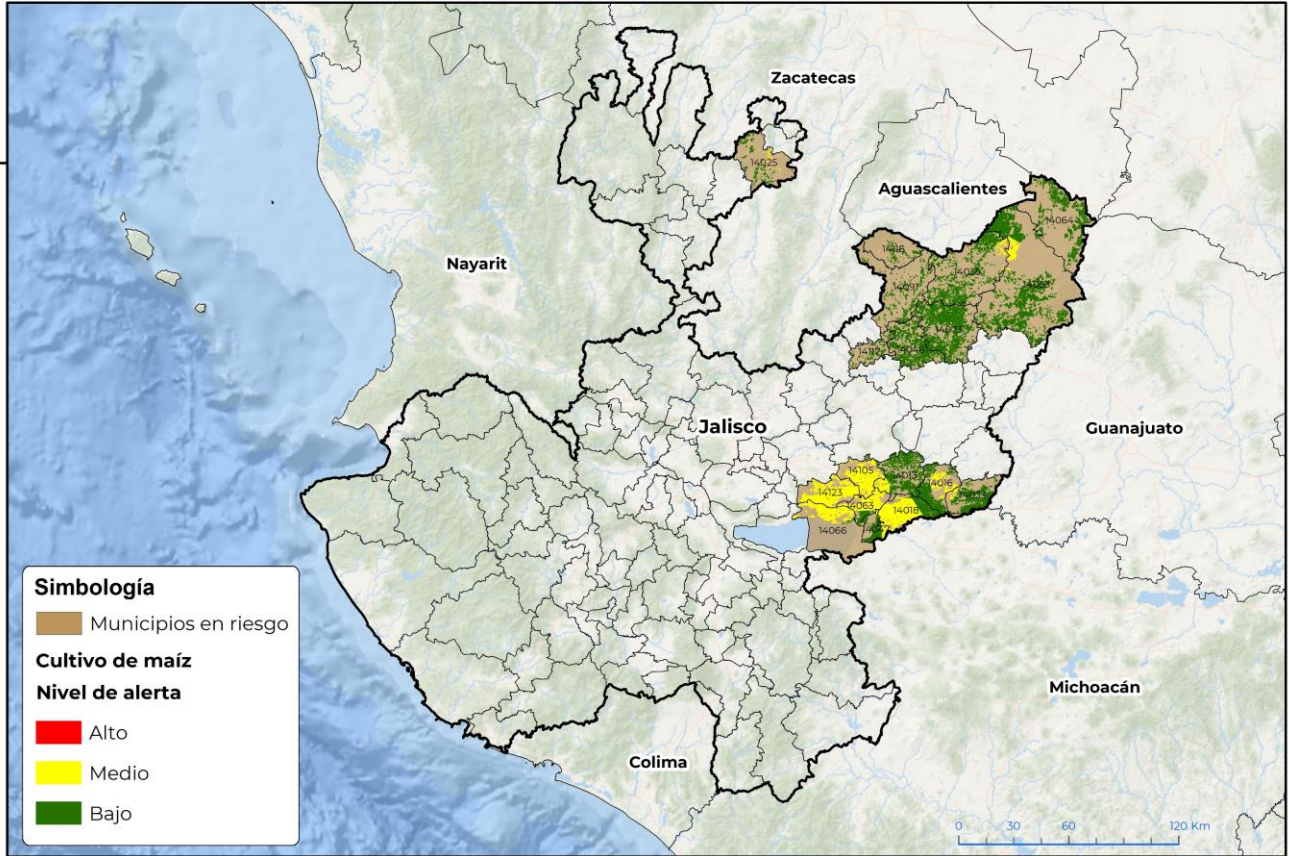 Zacatecas
14025
Aguascalientes
14064
Nayarit
Jalisco
Guanajuato
14105
14123
14063
14016
14018
14066
Simbología
Municipios en riesgo
Cultivo de maíz
Nivel de alerta
Alto
Medio
Bajo
Michoacán
Colima
0 30 60 120 Km